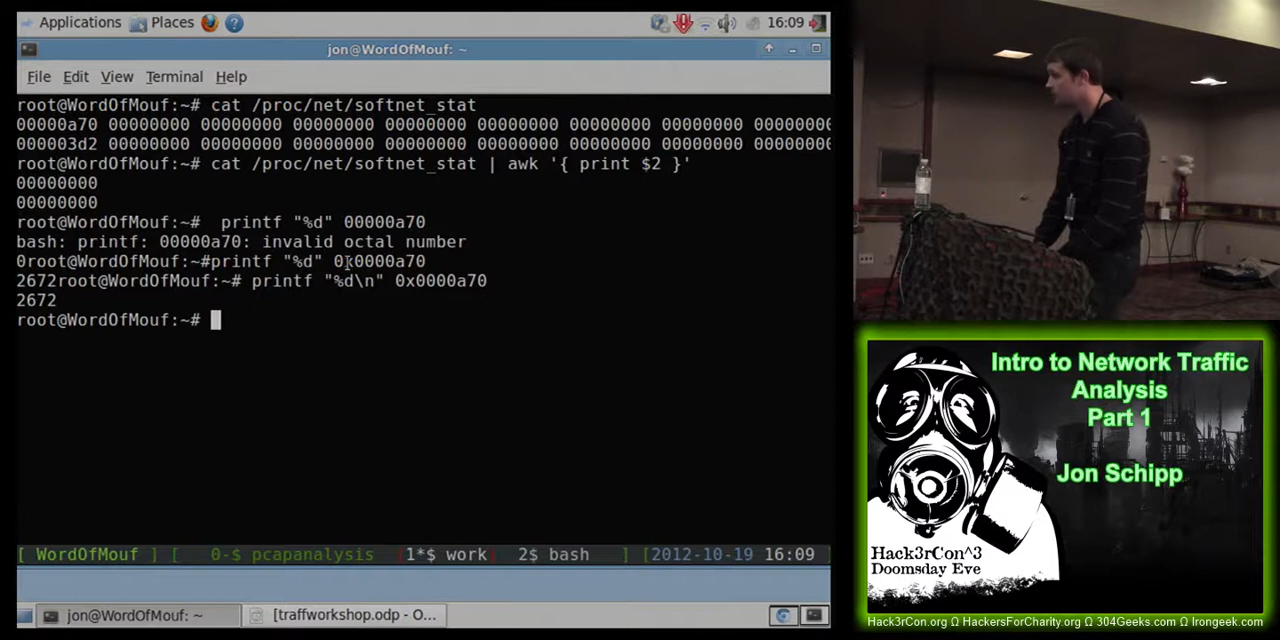 Applications Places 16:09
jon@WordOfMouf: ~
File Edit View Terminal Help
root@WordOfMouf:~# cat /proc/net/softnet_stat
00000a70 00000000 00000000 00000000 00000000 00000000 00000000 00000000 0000000
000003d2 00000000 00000000 00000000 00000000 00000000 00000000 00000000 0000000
root@WordOfMouf:~# cat /proc/net/softnet_stat | awk '{ print $2 }'
00000000
00000000
root@WordOfMouf:~#  printf "%d" 00000a70
bash: printf: 00000a70: invalid octal number
0root@WordOfMouf:~#printf "%d" 0x0000a70
2672root@WordOfMouf:~# printf "%d\n" 0x0000a70
2672
root@WordOfMouf:~#
[ WordOfMouf ] [ 0-$ pcapanalysis (1*$ work) 2$ bash ] [2012-10-19 16:09
jon@WordOfMouf: ~ [traffworkshop.odp - O...
Intro to Network Traffic
Analysis
Part 1
Jon Schipp
Hack3rCon^3
Doomsday Eve
Hack3r.org Ω HackersForCharity.org Ω 304Geeks.com Ω Irongeek.com